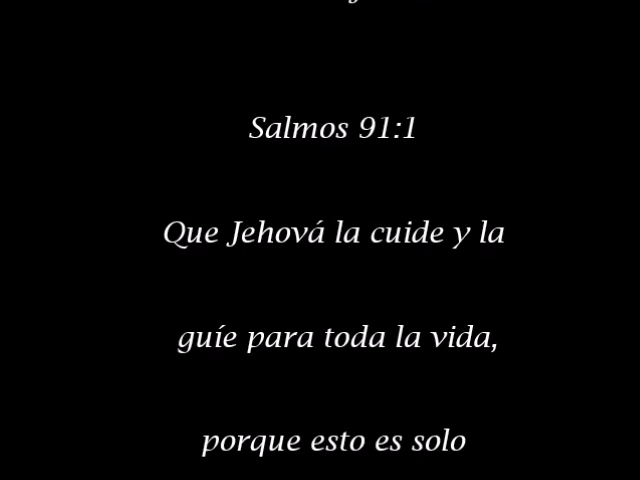 Salmos 91:1
Que Jehová la cuide y la
guíe para toda la vida,
porque esto es solo